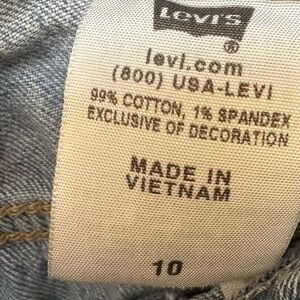 LEVI'S
®
levi.com
(800) USA-LEVI
99% COTTON, 1% SPANDEX
EXCLUSIVE OF DECORATION
MADE IN
VIETNAM
10